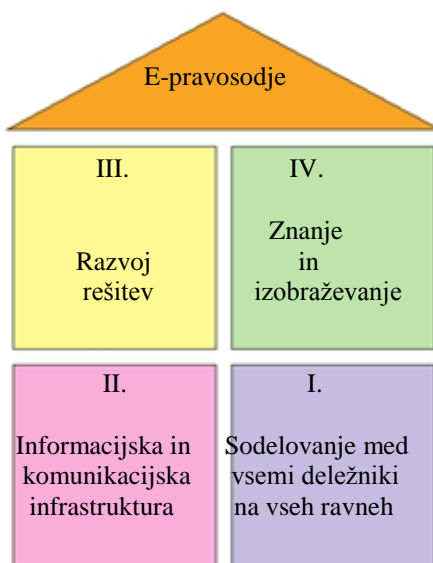 E-pravosodje
III.
Razvoj
rešitev
IV.
Znanje
in
izobraževanje
II.
Informacijska in
komunikacijska
infrastruktura
I.
Sodelovanje med
vsemi deležniki
na vseh ravneh